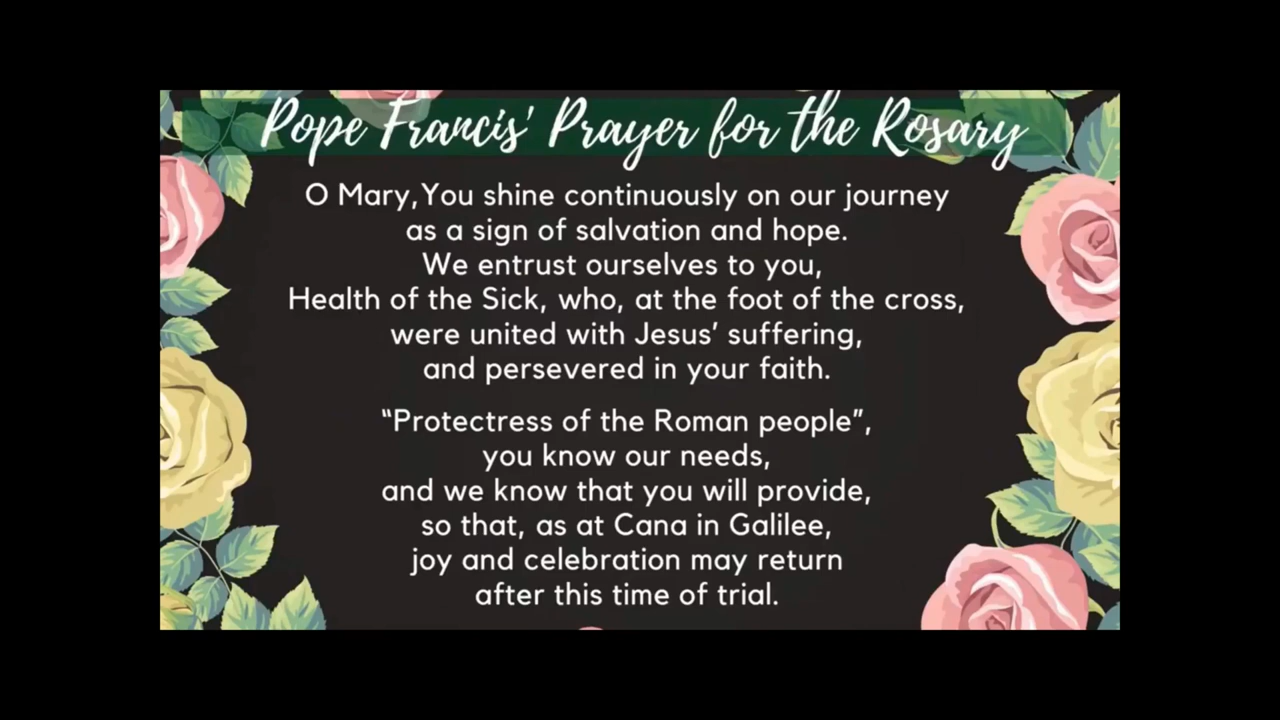 Pope Francis' Prayer for the Rosary
O Mary,You shine continuously on our journey
as a sign of salvation and hope.
We entrust ourselves to you,
Health of the Sick, who, at the foot of the cross,
were united with Jesus’ suffering,
and persevered in your faith.
“Protectress of the Roman people”,
you know our needs,
and we know that you will provide,
so that, as at Cana in Galilee,
joy and celebration may return
after this time of trial.